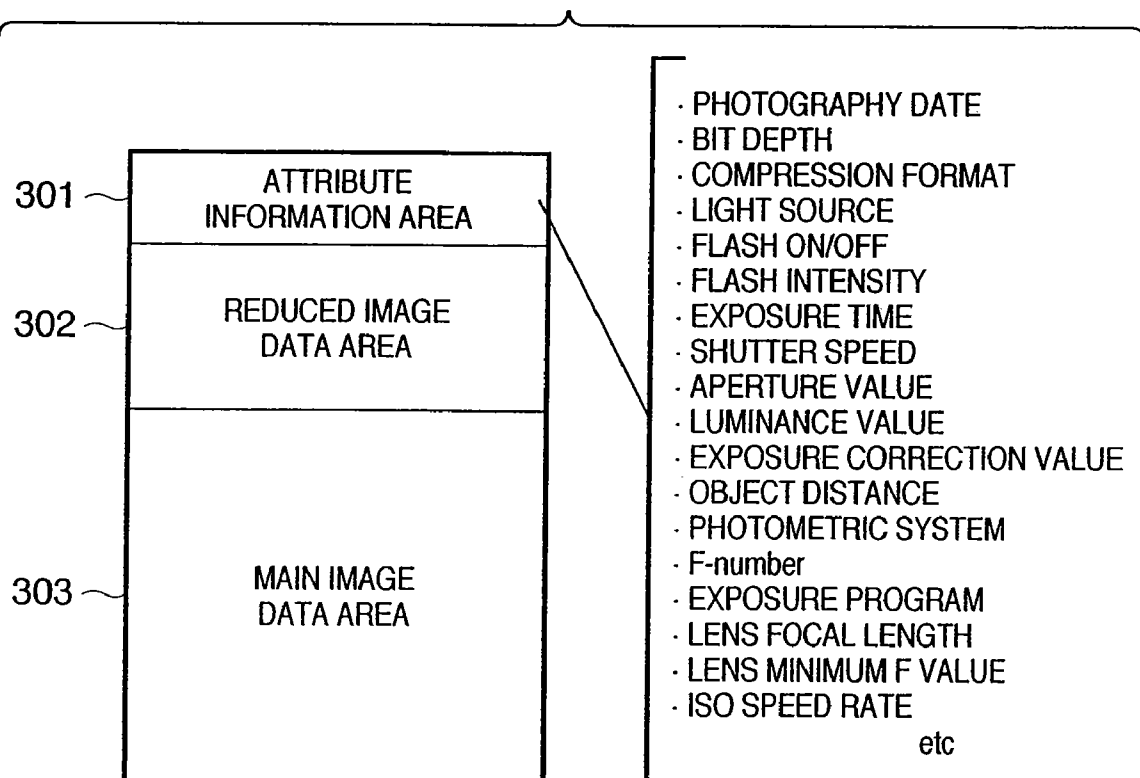 301
ATTRIBUTE
INFORMATION AREA
302
REDUCED IMAGE
DATA AREA
303
MAIN IMAGE
DATA AREA
· PHOTOGRAPHY DATE
· BIT DEPTH
· COMPRESSION FORMAT
· LIGHT SOURCE
· FLASH ON/OFF
· FLASH INTENSITY
· EXPOSURE TIME
· SHUTTER SPEED
· APERTURE VALUE
· LUMINANCE VALUE
· EXPOSURE CORRECTION VALUE
· OBJECT DISTANCE
· PHOTOMETRIC SYSTEM
· F-number
· EXPOSURE PROGRAM
· LENS FOCAL LENGTH
· LENS MINIMUM F VALUE
· ISO SPEED RATE
etc